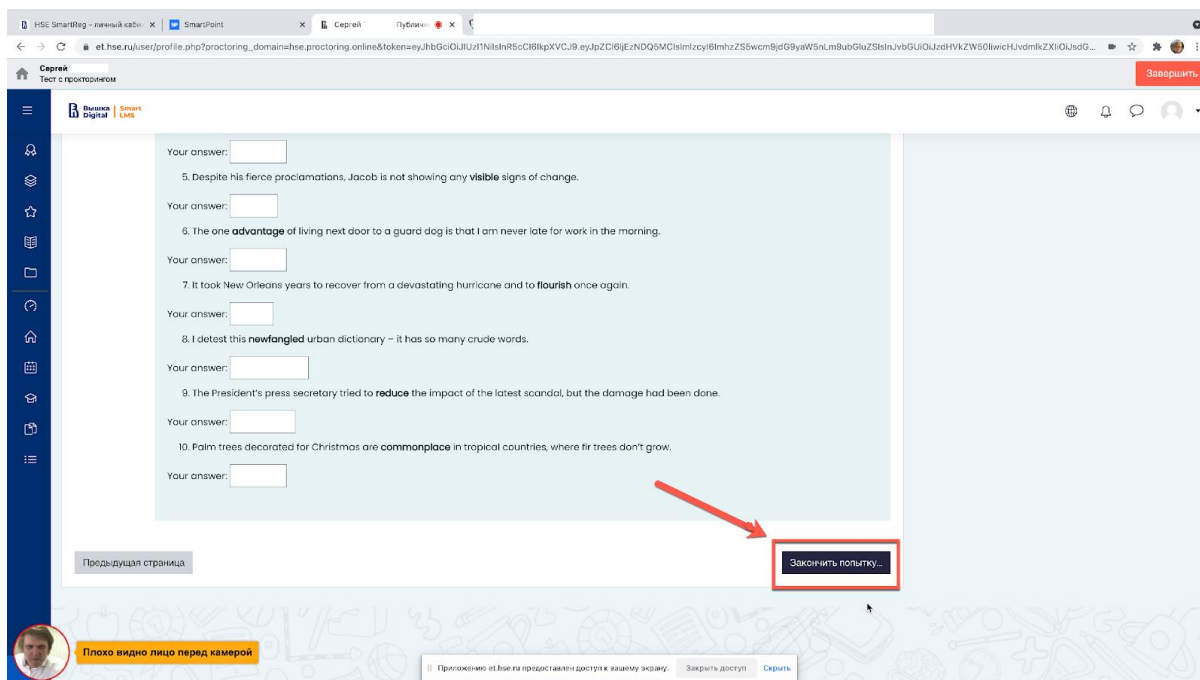 HSE SmartReg - личный каби
SmartPoint
Сергей
Публичн
et.hse.ru/user/profile.php?proctoring_domain=hse.proctoring.online&token=
Сергей
Тест с прокторингом
Завершить
Вышка Digital
Smart LMS
Your answer:
5. Despite his fierce proclamations, Jacob is not showing any visible signs of change.
Your answer:
6. The one advantage of living next door to a guard dog is that I am never late for work in the morning.
Your answer:
7. It took New Orleans years to recover from a devastating hurricane and to flourish once again.
Your answer:
8. I detest this newfangled urban dictionary – it has so many crude words.
Your answer:
9. The President's press secretary tried to reduce the impact of the latest scandal, but the damage had been done.
Your answer:
10. Palm trees decorated for Christmas are commonplace in tropical countries, where fir trees don't grow.
Your answer:
Предыдущая страница
Закончить попытку...
Плохо видно лицо перед камерой
Приложению et.hse.ru предоставлен доступ к вашему экрану.
Закрыть доступ
Скрыть